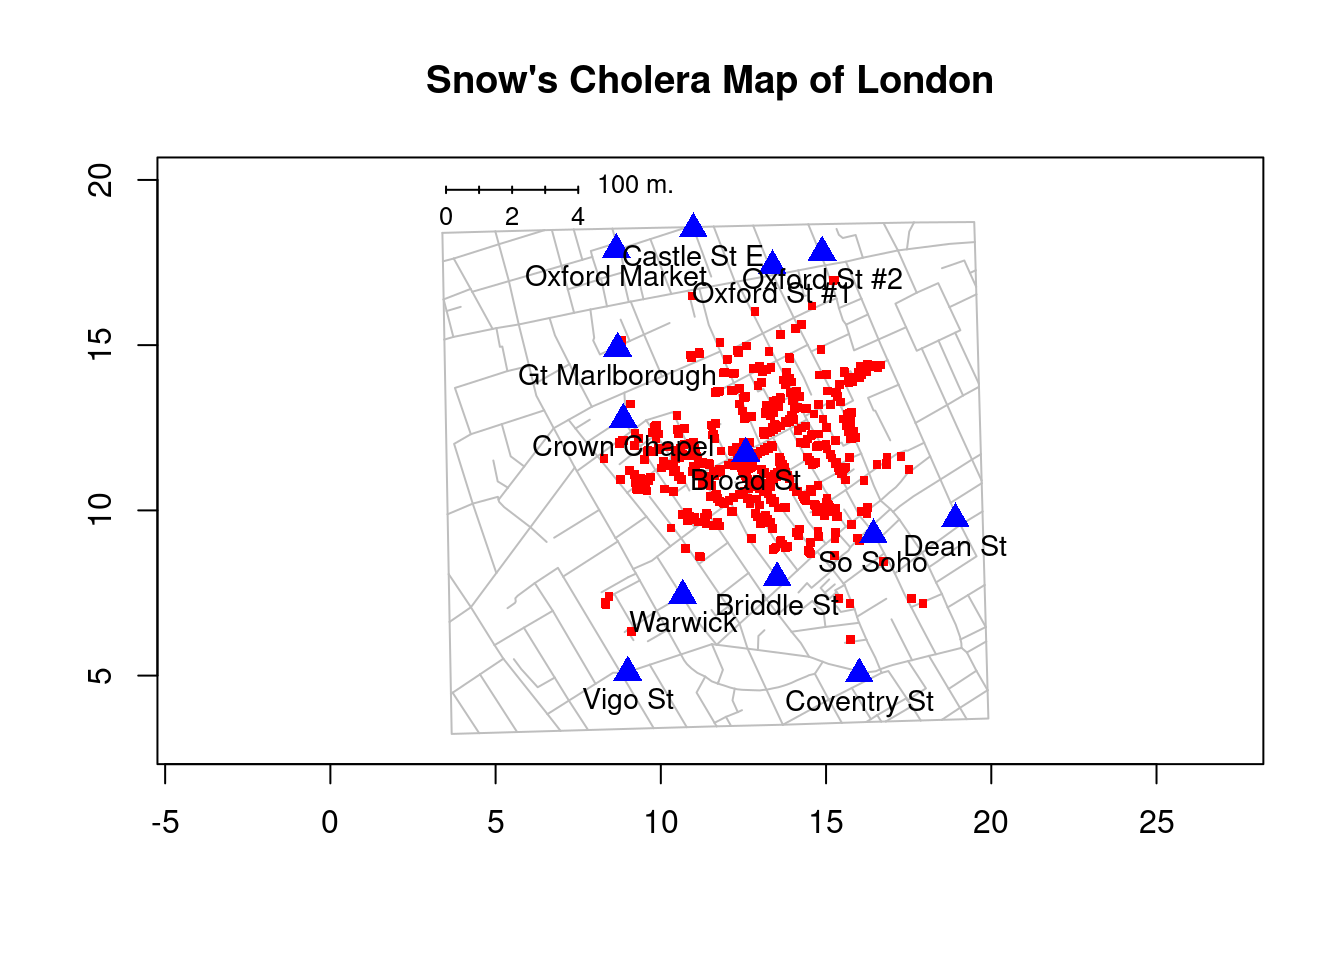 Snow's Cholera Map of London
20
15
10
5
100 m.
0 2 4
Castle St E
Oxford Market
Oxford St #2
Oxford St #1
Gt Marlborough
Crown Chapel
Broad St
Dean St
So Soho
Briddle St
Warwick
Vigo St
Coventry St
-5 0 5 10 15 20 25